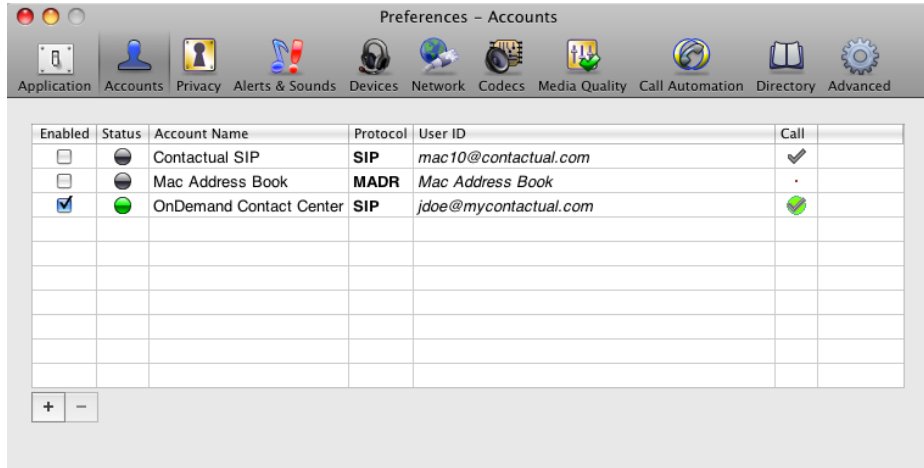 Preferences – Accounts
Application Accounts Privacy Alerts & Sounds Devices Network Codecs Media Quality Call Automation Directory Advanced
Enabled Status Account Name Protocol User ID Call
Contactual SIP SIP mac10@contactual.com
Mac Address Book MADR Mac Address Book
OnDemand Contact Center SIP jdoe@mycontactual.com
+ −